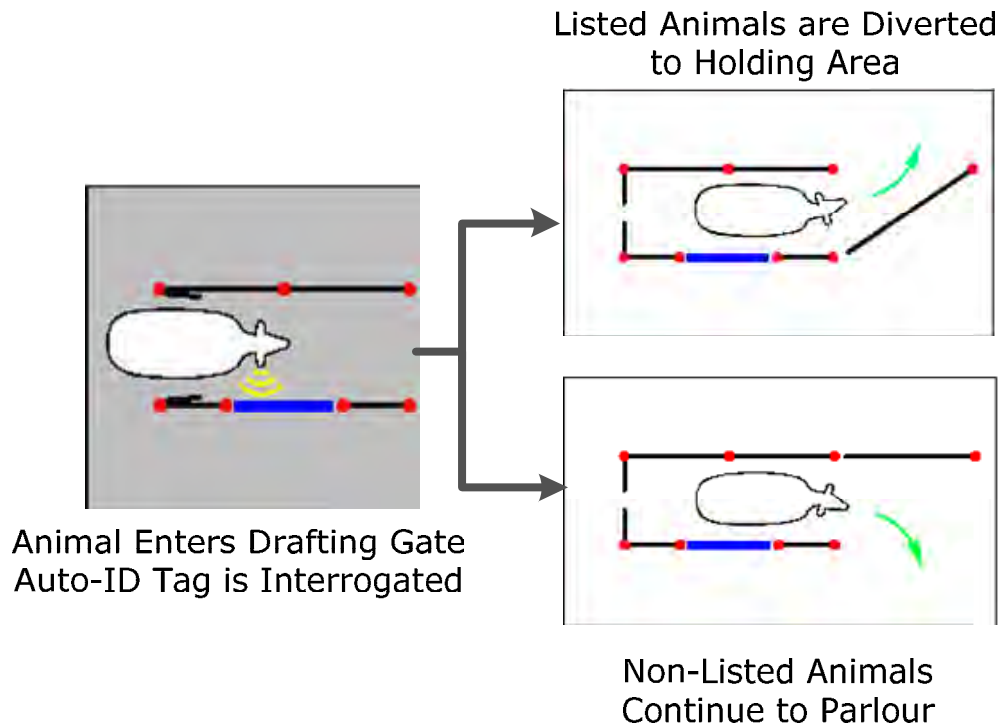 Listed Animals are Diverted
to Holding Area
Animal Enters Drafting Gate
Auto-ID Tag is Interrogated
Non-Listed Animals
Continue to Parlour